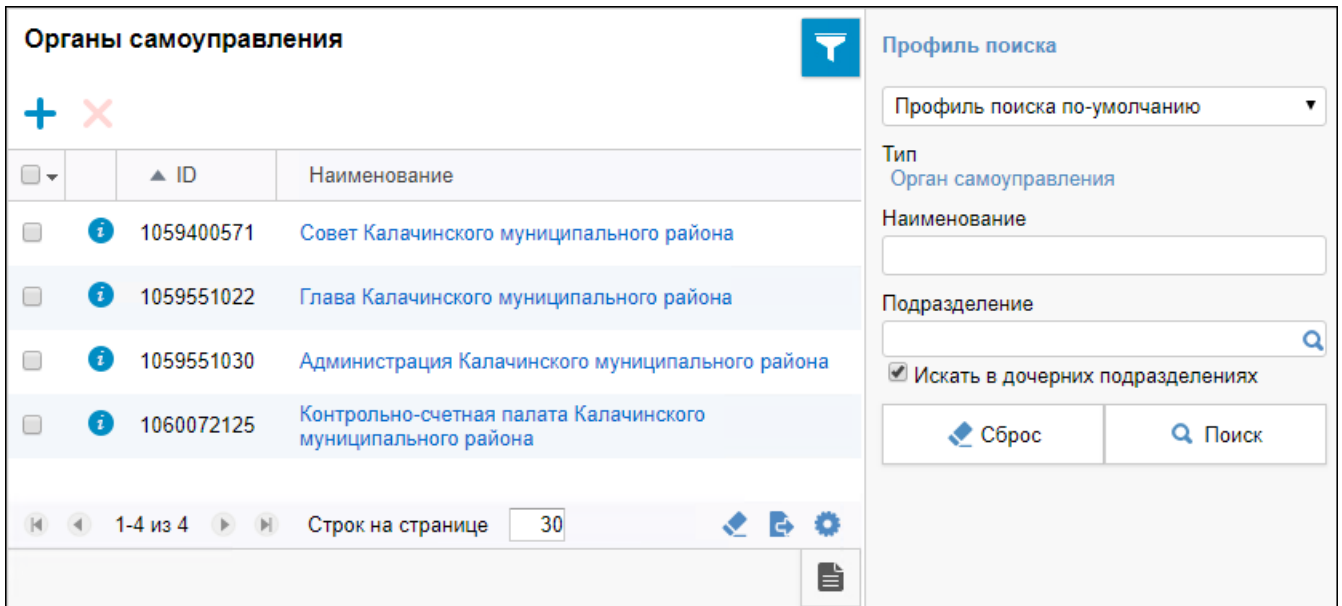 Органы самоуправления
ID
Наименование
1059400571
Совет Калачинского муниципального района
1059551022
Глава Калачинского муниципального района
1059551030
Администрация Калачинского муниципального района
1060072125
Контрольно-счетная палата Калачинского
муниципального района
1-4 из 4
Строк на странице
30
Профиль поиска
Профиль поиска по-умолчанию
Тип
Орган самоуправления
Наименование
Подразделение
Искать в дочерних подразделениях
Сброс
Поиск